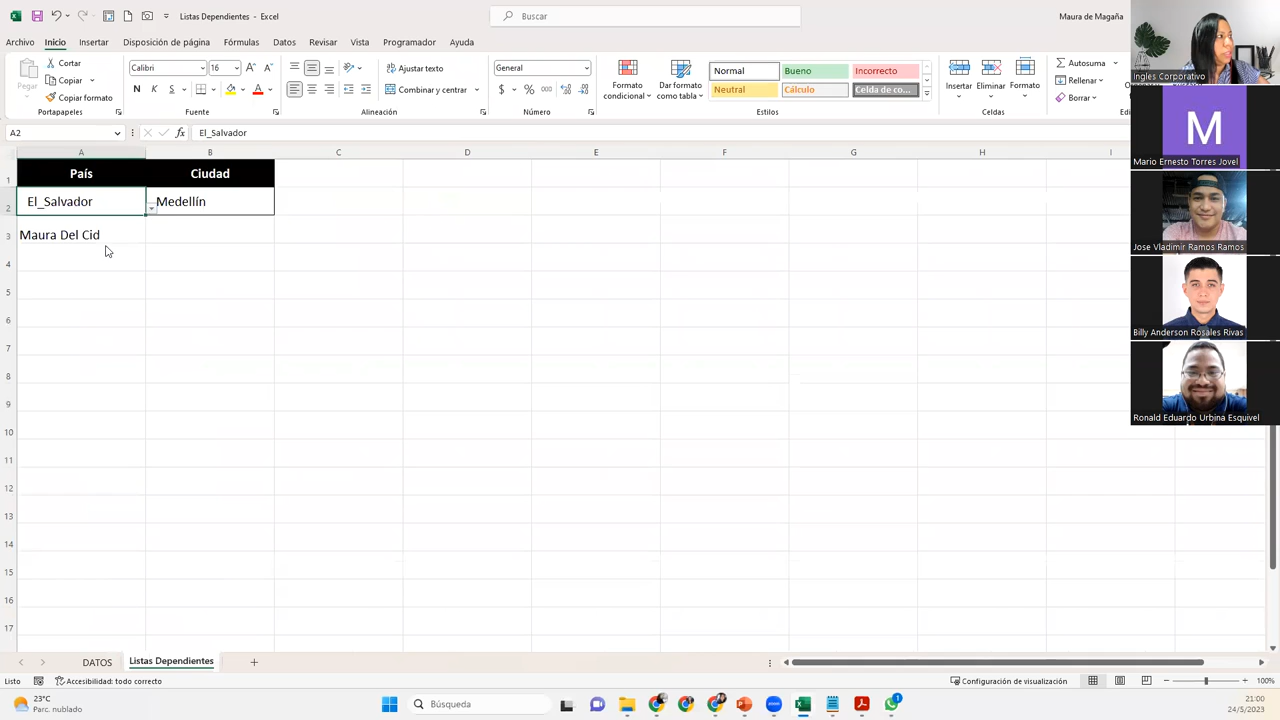 Listas Dependientes - Excel
Buscar
Maura de Magaña
Archivo Inicio Insertar Disposición de página Fórmulas Datos Revisar Vista Programador Ayuda
Pegar
Cortar
Copiar
Copiar formato
Portapapeles
Calibri 16
N K S
Fuente
Ajustar texto
Combinar y centrar
Alineación
General
$ % 000
Número
Formato condicional
Dar formato como tabla
Normal Bueno Incorrecto
Neutral Cálculo Celda de co...
Estilos
Insertar Eliminar Formato
Celdas
Autosuma
Rellenar
Borrar
A2
El_Salvador
A B C D E F G H I
1 País Ciudad
2 El_Salvador Medellín
3 Maura Del Cid
4
5
6
7
8
9
10
11
12
13
14
15
16
17
Ingles Corporativo
M
Mario Ernesto Torres Jovel
Jose Vladimir Ramos Ramos
Billy Anderson Rosales Rivas
Ronald Eduardo Urbina Esquivel
DATOS Listas Dependientes
Listo
Accesibilidad: todo correcto
Configuración de visualización
100%
23°C
Parc. nublado
Búsqueda
zoom
1
21:00
24/5/2023